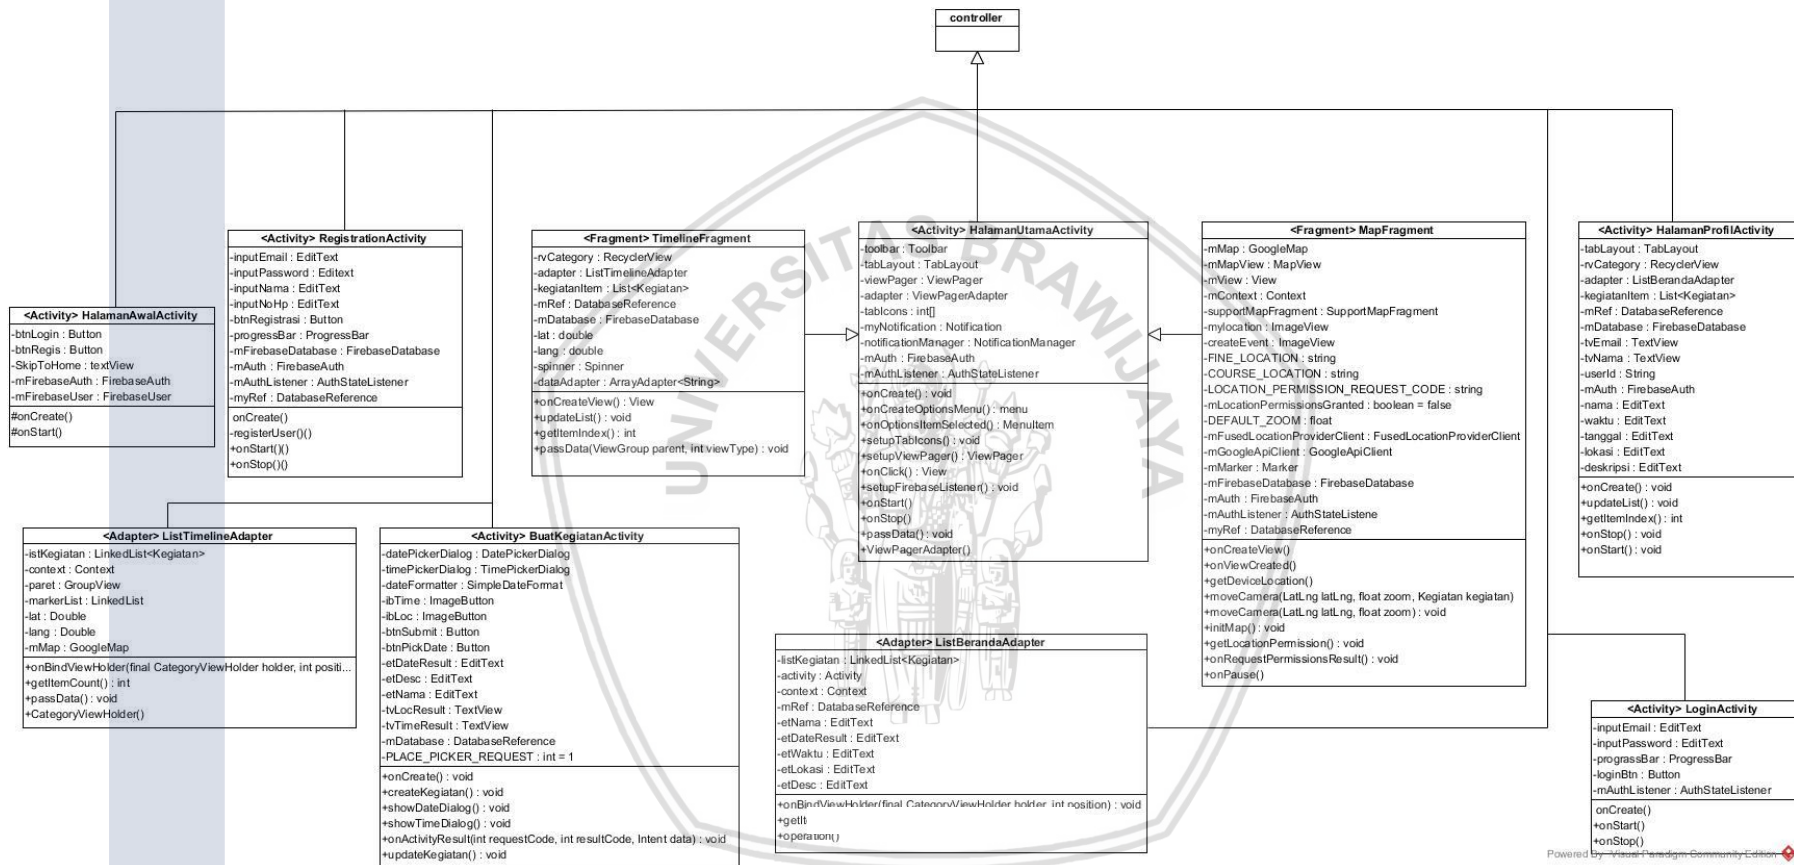 controller
<Activity> HalamanAwalActivity
-btnLogin : Button
-btnRegis : Button
-SkipToHome : textView
-mFirebaseAuth : FirebaseAuth
-mFirebaseUser : FirebaseUser
#onCreate()
#onStart()
<Activity> RegistrationActivity
-inputEmail : EditText
-inputPassword : Editext
-inputNama : EditText
-inputNoHp : EditText
-btnRegistrasi : Button
-progressBar : ProgressBar
-mFirebaseDatabase : FirebaseDatabase
-mAuth : FirebaseAuth
-mAuthListener : AuthStateListener
-myRef : DatabaseReference
onCreate()
-registerUser()()
+onStart()()
+onStop()()
<Fragment> TimelineFragment
-rvCategory : RecyclerView
-adapter : ListTimelineAdapter
-kegiatanItem : List<Kegiatan>
-mRef : DatabaseReference
-mDatabase : FirebaseDatabase
-lat : double
-lang : double
-spinner : Spinner
-dataAdapter : ArrayAdapter<String>
+onCreateView() : View
+updateList() : void
+getItemIndex() : int
+passData(ViewGroup parent, int viewType) : void
<Activity> HalamanUtamaActivity
-toolbar : Toolbar
-tabLayout : TabLayout
-viewPager : ViewPager
-adapter : ViewPagerAdapter
-tabIcons : int[]
-myNotification : Notification
-notificationManager : NotificationManager
-mAuth : FirebaseAuth
-mAuthListener : AuthStateListener
+onCreate() : void
+onCreateOptionsMenu() : menu
+onOptionsItemSelected() : MenuItem
+setupTabIcons() : void
+setupViewPager() : ViewPager
+onClick() : View
+setupFirebaseListener() : void
+onStart()
+onStop()
+passData() : void
+ViewPagerAdapter()
<Fragment> MapFragment
-mMap : GoogleMap
-mMapView : MapView
-mView : View
-mContext : Context
-supportMapFragment : SupportMapFragment
-mylocation : ImageView
-createEvent : ImageView
-FINE_LOCATION : string
-COURSE_LOCATION : string
-LOCATION_PERMISSION_REQUEST_CODE : string
-mLocationPermissionsGranted : boolean = false
-DEFAULT_ZOOM : float
-mFusedLocationProviderClient : FusedLocationProviderClient
-mGoogleApiClient : GoogleApiClient
-mMarker : Marker
-mFirebaseDatabase : FirebaseDatabase
-mAuth : FirebaseAuth
-mAuthListener : AuthStateListene
-myRef : DatabaseReference
+onCreateView()
+onViewCreated()
+getDeviceLocation()
+moveCamera(LatLng latLng, float zoom, Kegiatan kegiatan)
+moveCamera(LatLng latLng, float zoom) : void
+initMap() : void
+getLocationPermission() : void
+onRequestPermissionsResult() : void
+onPause()
<Activity> HalamanProfilActivity
-tabLayout : TabLayout
-rvCategory : RecyclerView
-adapter : ListBerandaAdapter
-kegiatanItem : List<Kegiatan>
-mRef : DatabaseReference
-mDatabase : FirebaseDatabase
-tvEmail : TextView
-tvNama : TextView
-userId : String
-mAuth : FirebaseAuth
-nama : EditText
-waktu : EditText
-tanggal : EditText
-lokasi : EditText
-deskripsi : EditText
+onCreate() : void
+updateList() : void
+getItemIndex() : int
+onStop() : void
+onStart() : void
<Adapter> ListTimelineAdapter
-istKegiatan : LinkedList<Kegiatan>
-context : Context
-paret : GroupView
-markerList : LinkedList
-lat : Double
-lang : Double
-mMap : GoogleMap
+onBindViewHolder(final CategoryViewHolder holder, int positi...
+getItemCount() : int
+passData() : void
+CategoryViewHolder()
<Activity> BuatKegiatanActivity
-datePickerDialog : DatePickerDialog
-timePickerDialog : TimePickerDialog
-dateFormatter : SimpleDateFormat
-ibTime : ImageButton
-ibLoc : ImageButton
-btnSubmit : Button
-btnPickDate : Button
-etDateResult : EditText
-etDesc : EditText
-etNama : EditText
-tvLocResult : TextView
-tvTimeResult : TextView
-mDatabase : DatabaseReference
-PLACE_PICKER_REQUEST : int = 1
+onCreate() : void
+createKegiatan() : void
+showDateDialog() : void
+showTimeDialog() : void
+onActivityResult(int requestCode, int resultCode, Intent data) : void
+updateKegiatan() : void
<Adapter> ListBerandaAdapter
-listKegiatan : LinkedList<Kegiatan>
-activity : Activity
-context : Context
-mRef : DatabaseReference
-etNama : EditText
-etDateResult : EditText
-etWaktu : EditText
-etLokasi : EditText
-etDesc : EditText
+onBindViewHolder(final CategoryViewHolder holder, int position) : void
+operation()
<Activity> LoginActivity
-inputEmail : EditText
-inputPassword : EditText
-prograssBar : ProgressBar
-loginBtn : Button
-mAuthListener : AuthStateListener
onCreate()
+onStart()
+onStop()
UNIVERSITAS BRAWIJAYA
Powered By Visual Paradigm Community Edition